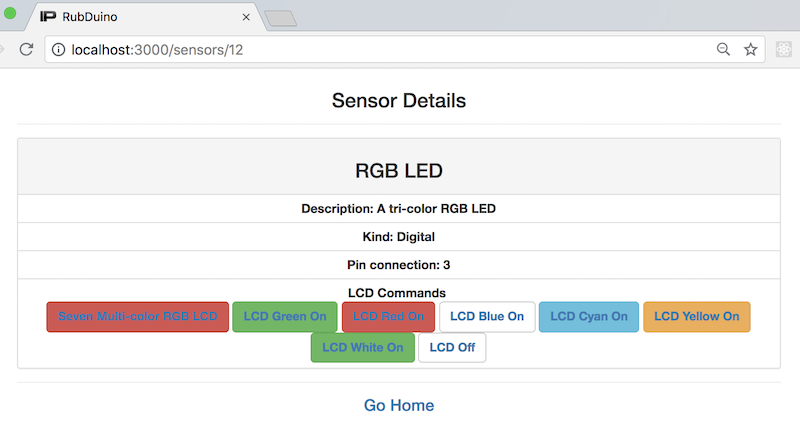 RubDuino
localhost:3000/sensors/12
Sensor Details
RGB LED
Description: A tri-color RGB LED
Kind: Digital
Pin connection: 3
LCD Commands
Seven Multi-color RGB LCD LCD Green On LCD Red On LCD Blue On LCD Cyan On LCD Yellow On
LCD White On LCD Off
Go Home